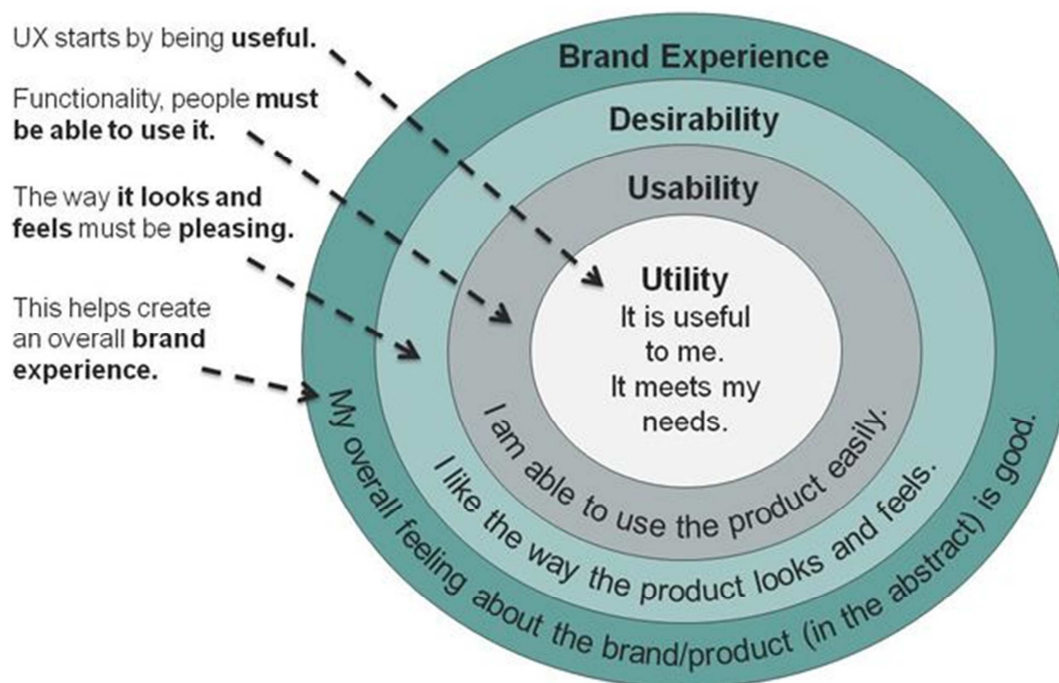 UX starts by being useful.
Functionality, people must
be able to use it.
The way it looks and
feels must be pleasing.
This helps create
an overall brand
experience.
Brand Experience
Desirability
Usability
Utility
It is useful
to me.
It meets my
needs.
I am able to use the product easily.
I like the way the product looks and feels.
My overall feeling about the brand/product (in the abstract) is good.